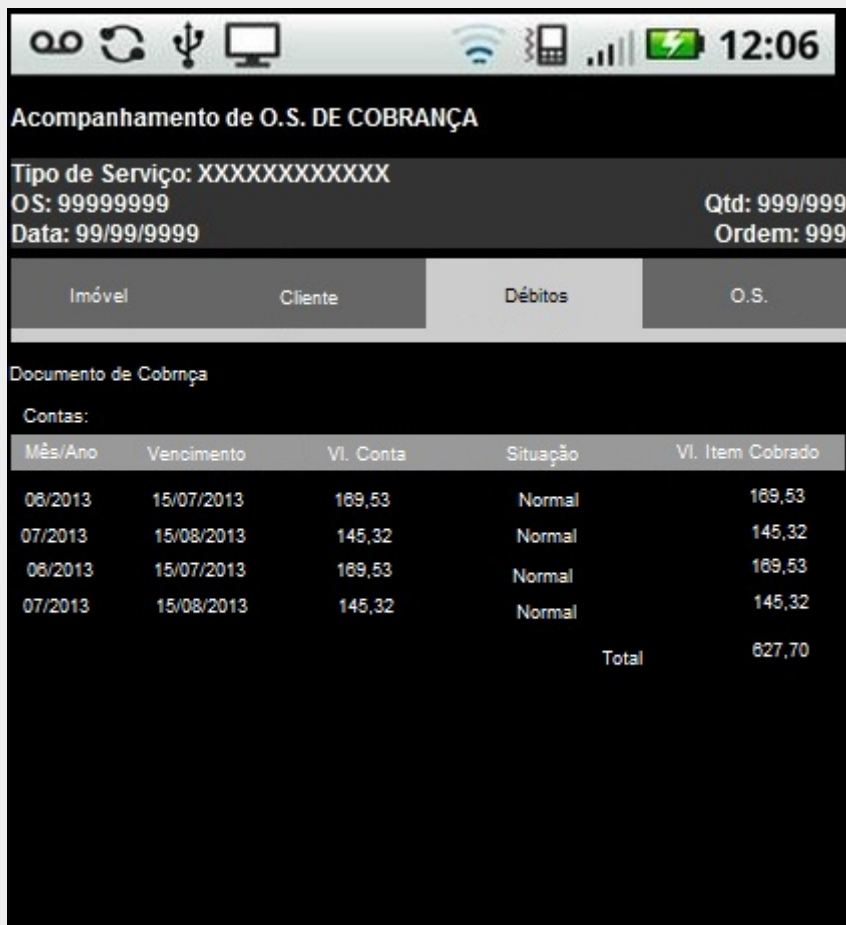 12:06
Acompanhamento de O.S. DE COBRANÇA
Tipo de Serviço: XXXXXXXXXXXX
OS: 99999999 Qtd: 999/999
Data: 99/99/9999 Ordem: 999
Imóvel Cliente Débitos O.S.
Documento de Cobrnça
Contas:
Mês/Ano Vencimento Vl. Conta Situação Vl. Item Cobrado
06/2013 15/07/2013 169,53 Normal 169,53
07/2013 15/08/2013 145,32 Normal 145,32
06/2013 15/07/2013 169,53 Normal 169,53
07/2013 15/08/2013 145,32 Normal 145,32
Total 627,70